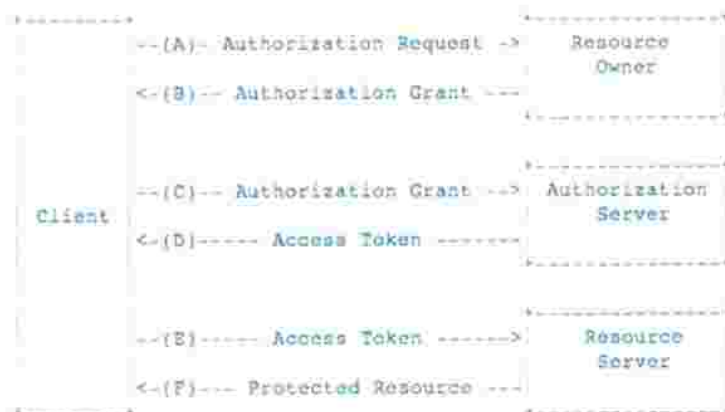 --(A)- Authorization Request -> Resource
Owner
<-(B)-- Authorization Grant ---
--(C)-- Authorization Grant --> Authorization
Client Server
<-(D)----- Access Token -------
--(E)----- Access Token ------> Resource
Server
<-(F)--- Protected Resource ---